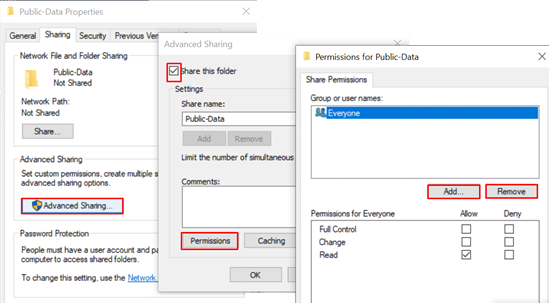 Public-Data Properties
General
Sharing
Security
Previous Ver
Network File and Folder Sharing
Public-Data
Not Shared
Network Path:
Not Shared
Share...
Advanced Sharing
Set custom permissions, create multiple s
advanced sharing options.
Advanced Sharing...
Password Protection
People must have a user account and pa
computer to access shared folders.
To change this setting, use the Network
Advanced Sharing
Share this folder
Settings
Share name:
Public-Data
Add
Remove
Limit the number of simultaneous
Comments:
Permissions
Caching
OK
Permissions for Public-Data
Share Permissions
Group or user names:
Everyone
Add...
Remove
Permissions for Everyone
Allow
Deny
Full Control
Change
Read